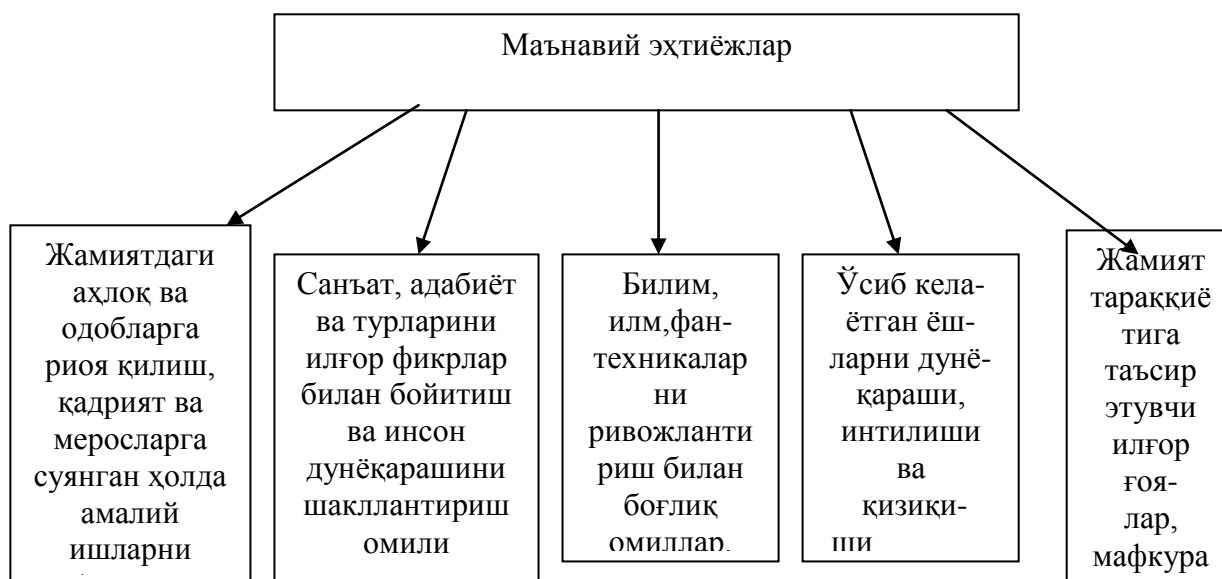 Маънавий эҳтиёжлар
Жамиятдаги
аҳлоқ ва
одобларга
риоя қилиш,
қадрият ва
меросларга
суянган ҳолда
амалий
ишларни
Санъат, адабиёт
ва турларини
илғор фикрлар
билан бойитиш
ва инсон
дунёқарашини
шакллантириш
омили
Билим,
илм,фан-
техникалар
ни
ривожланти
риш билан
боғлиқ
омиллар.
Ўсиб кела-
ётган ёш-
ларни дунё-
қараши,
интилиши
ва
қизиқи-
ши
Жамият
тараққиё
тига
таъсир
этувчи
илғор
ғоя-
лар,
мафкура